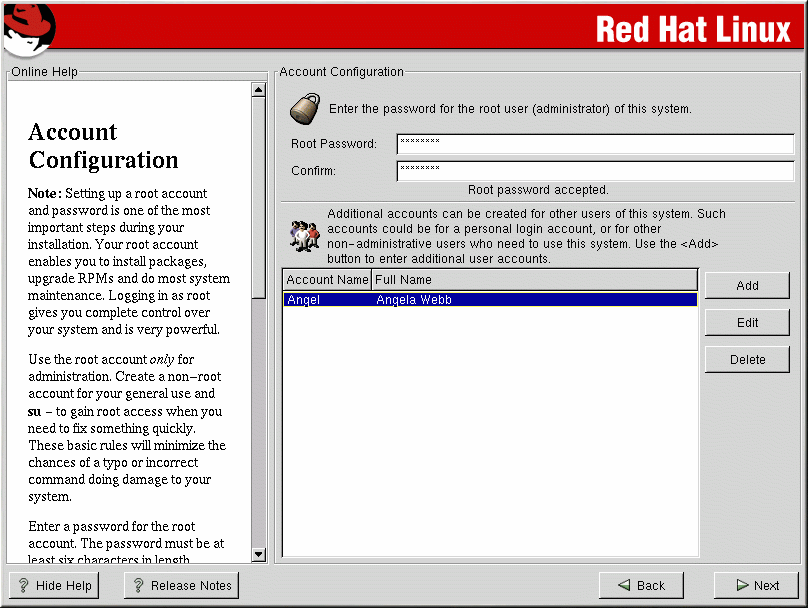 Red Hat Linux
Online Help
Account
Configuration
Note: Setting up a root account
and password is one of the most
important steps during your
installation. Your root account
enables you to install packages,
upgrade RPMs and do most system
maintenance. Logging in as root
gives you complete control over
your system and is very powerful.
Use the root account only for
administration. Create a non-root
account for your general use and
su - to gain root access when you
need to fix something quickly.
These basic rules will minimize the
chances of a typo or incorrect
command doing damage to your
system.
Enter a password for the root
account. The password must be at
least six characters in length.
Account Configuration
Enter the password for the root user (administrator) of this system.
Root Password: ********
Confirm: ********
Root password accepted.
Additional accounts can be created for other users of this system. Such
accounts could be for a personal login account, or for other
non-administrative users who need to use this system. Use the <Add>
button to enter additional user accounts.
Account Name Full Name
Angel Angela Webb
Add
Edit
Delete
Hide Help
Release Notes
Back
Next